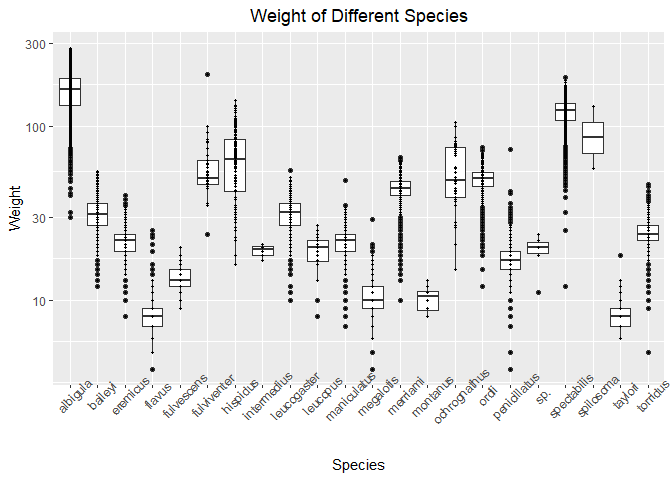 Weight of Different Species
300
100
30
10
Weight
albigula
baileyi
eremicus
flavus
fulvescens
fulviventer
hispidus
intermedius
leucogaster
leucopus
maniculatus
megalotis
merriami
montanus
ochrognathus
ordii
penicillatus
sp.
spectabilis
spilosoma
taylori
torridus
Species